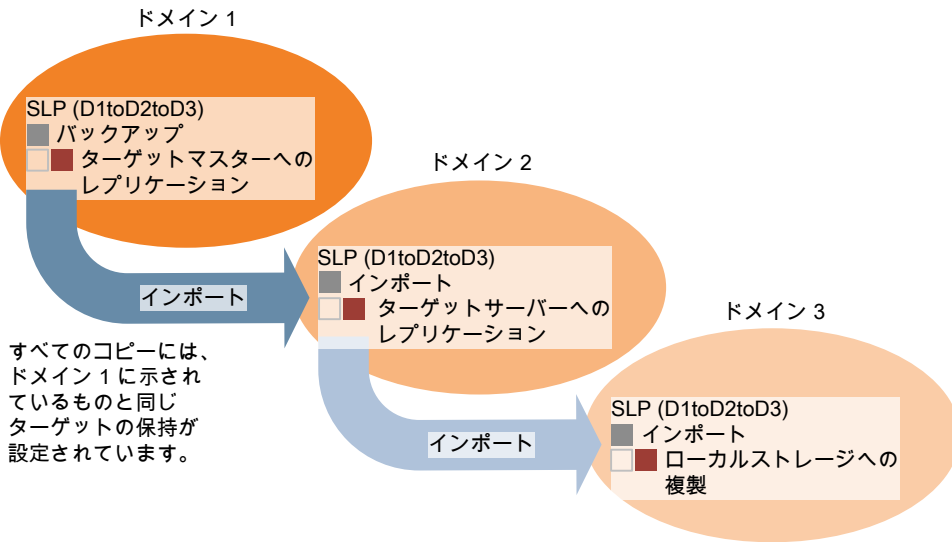 ドメイン 1
SLP (D1toD2toD3)
バックアップ
ターゲットマスターへの
レプリケーション
インポート
ドメイン 2
SLP (D1toD2toD3)
インポート
ターゲットサーバーへの
レプリケーション
インポート
ドメイン 3
SLP (D1toD2toD3)
インポート
ローカルストレージへの
複製
すべてのコピーには、
ドメイン 1 に示され
ているものと同じ
ターゲットの保持が
設定されています。